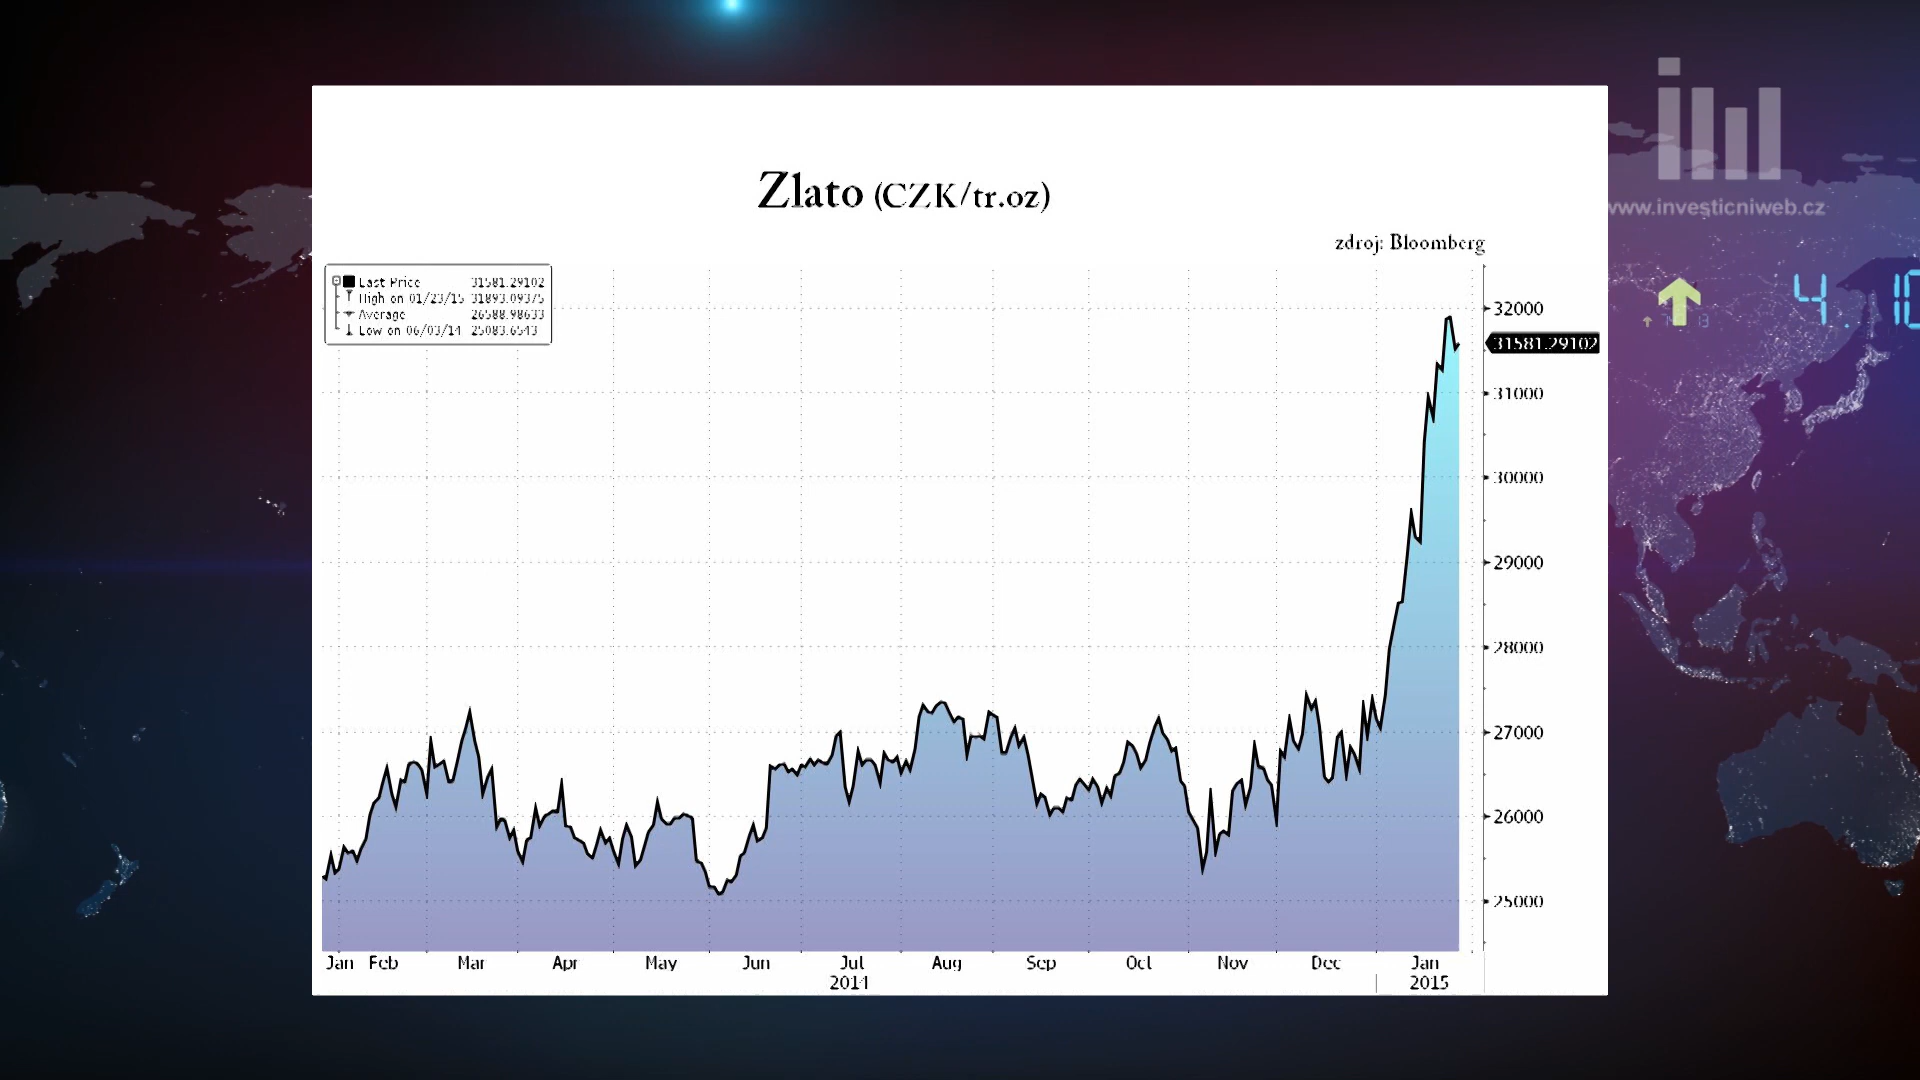 Zlato (CZK/tr.oz)
www.investicniweb.cz
zdroj: Bloomberg
Last Price 31581.29102
High on 01/23/15 31893.09375
Average 26588.98633
Low on 06/03/14 25083.6543
4. 10
32000
31581.29102
31000
30000
29000
28000
27000
26000
25000
Jan Feb Mar Apr May Jun Jul Aug Sep Oct Nov Dec Jan
2014 2015